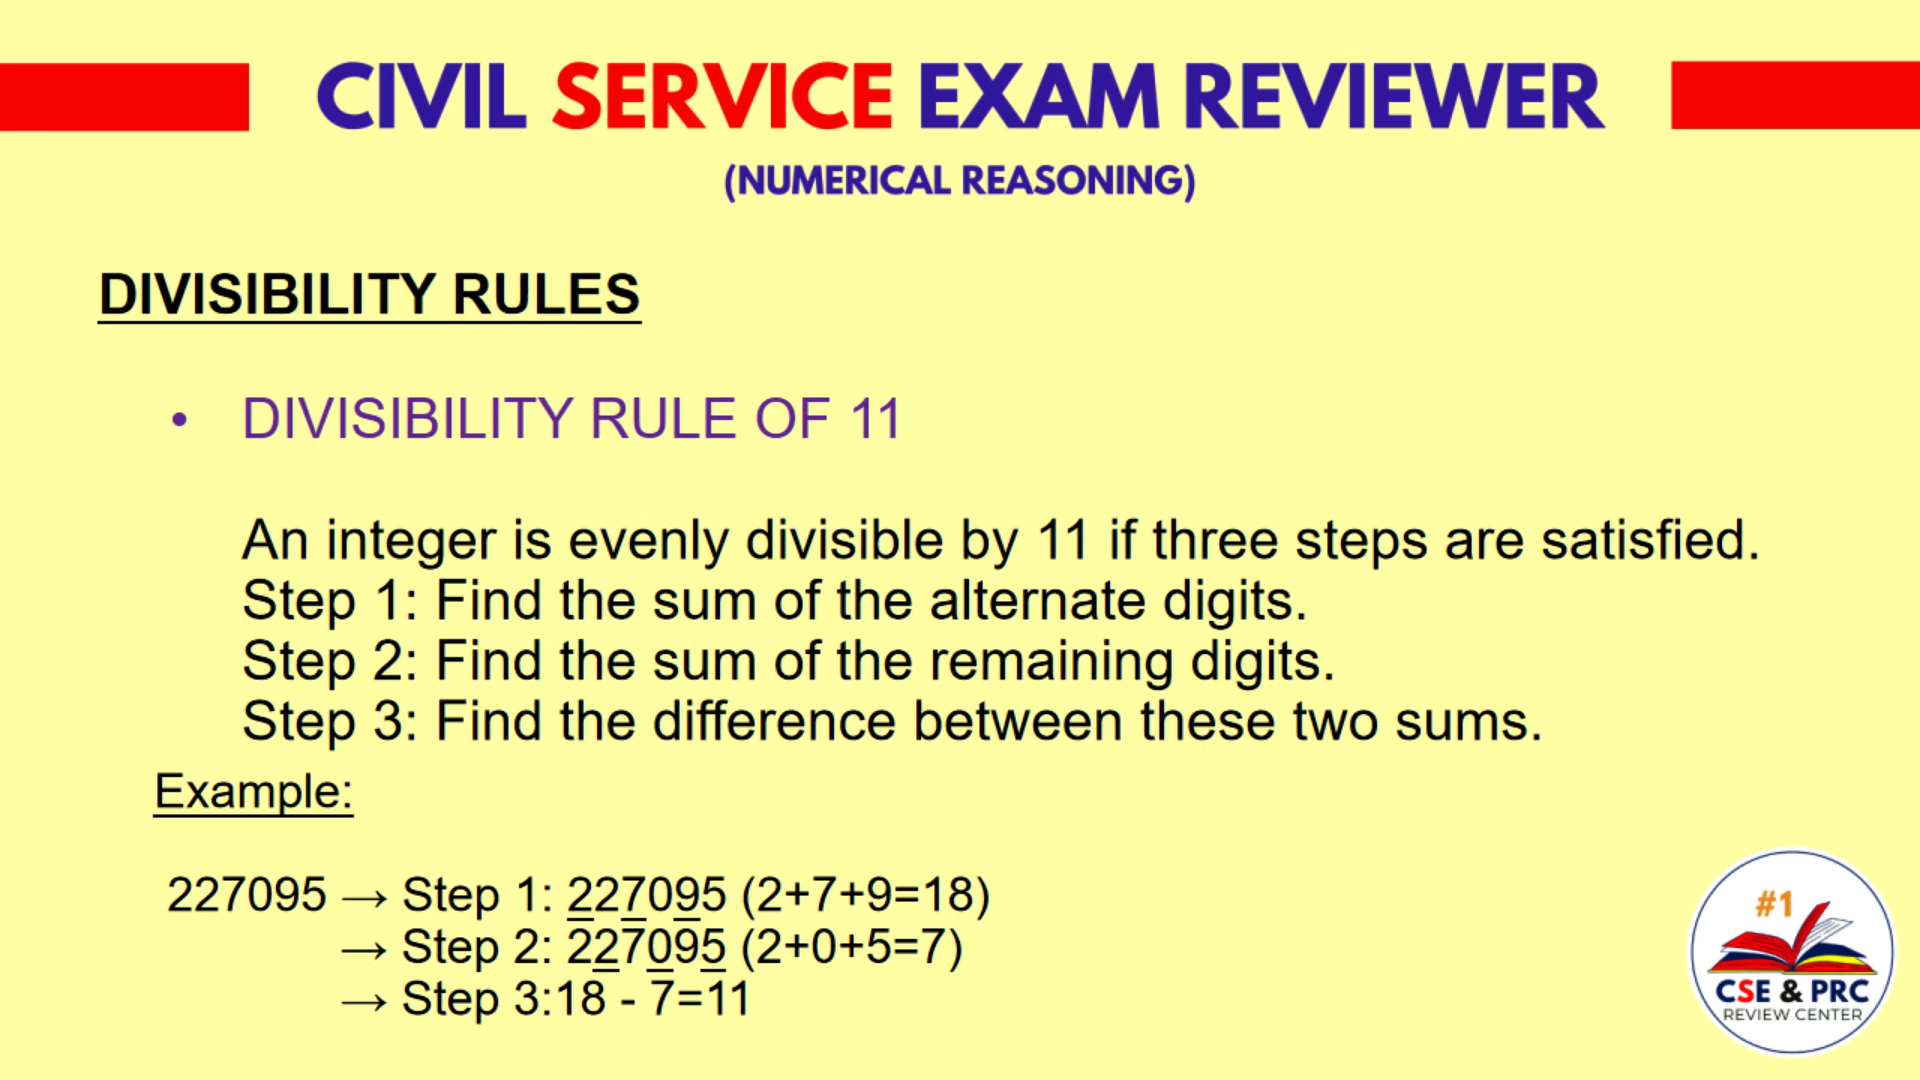 CIVIL SERVICE EXAM REVIEWER
(NUMERICAL REASONING)
DIVISIBILITY RULES
• DIVISIBILITY RULE OF 11
An integer is evenly divisible by 11 if three steps are satisfied.
Step 1: Find the sum of the alternate digits.
Step 2: Find the sum of the remaining digits.
Step 3: Find the difference between these two sums.
Example:
227095 → Step 1: 227095 (2+7+9=18)
→ Step 2: 227095 (2+0+5=7)
→ Step 3:18 - 7=11
#1
CSE & PRC
REVIEW CENTER